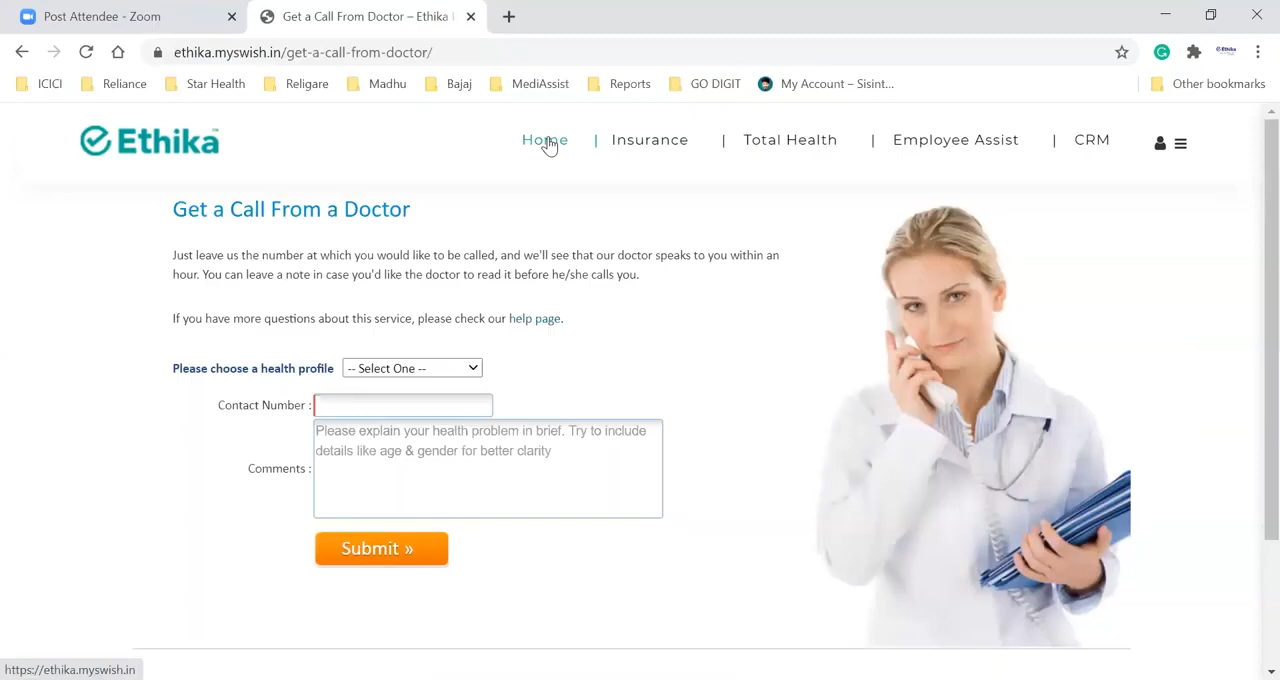 Post Attendee - Zoom
Get a Call From Doctor – Ethika
ethika.myswish.in/get-a-call-from-doctor/
ICICI Reliance Star Health Religare Madhu Bajaj MediAssist Reports GO DIGIT My Account – Sisint... Other bookmarks
Ethika
Home | Insurance | Total Health | Employee Assist | CRM
Get a Call From a Doctor
Just leave us the number at which you would like to be called, and we'll see that our doctor speaks to you within an
hour. You can leave a note in case you'd like the doctor to read it before he/she calls you.
If you have more questions about this service, please check our help page.
Please choose a health profile -- Select One --
Contact Number :
Please explain your health problem in brief. Try to include
details like age & gender for better clarity
Comments :
Submit »
https://ethika.myswish.in